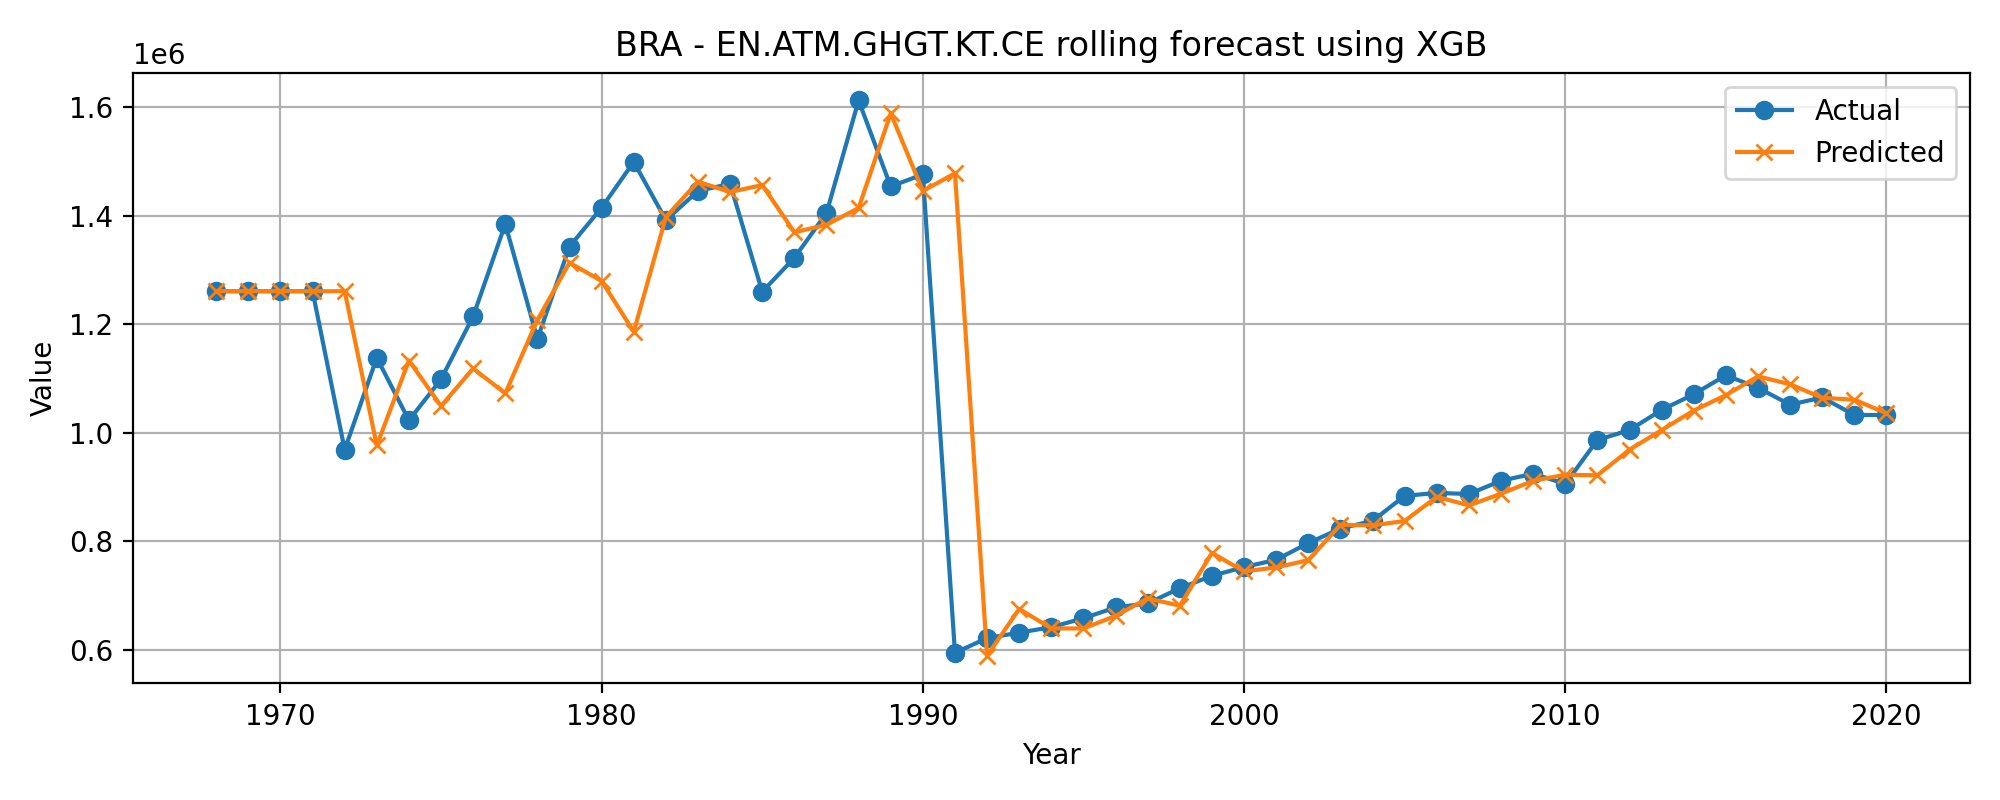 BRA - EN.ATM.GHGT.KT.CE rolling forecast using XGB
1e6
1.6
1.4
1.2
1.0
0.8
0.6
Value
Actual
Predicted
1970 1980 1990 2000 2010 2020
Year